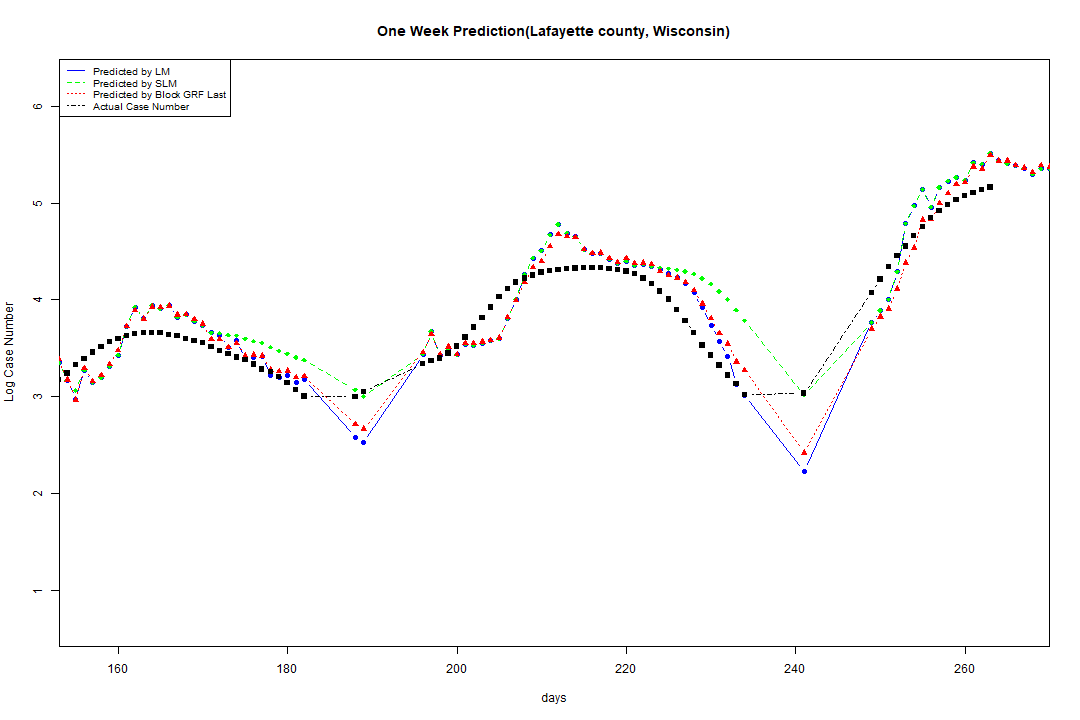 One Week Prediction(Lafayette county, Wisconsin)
Predicted by LM
Predicted by SLM
Predicted by Block GRF Last
Actual Case Number
6
5
4
3
2
1
Log Case Number
160 180 200 220 240 260
days